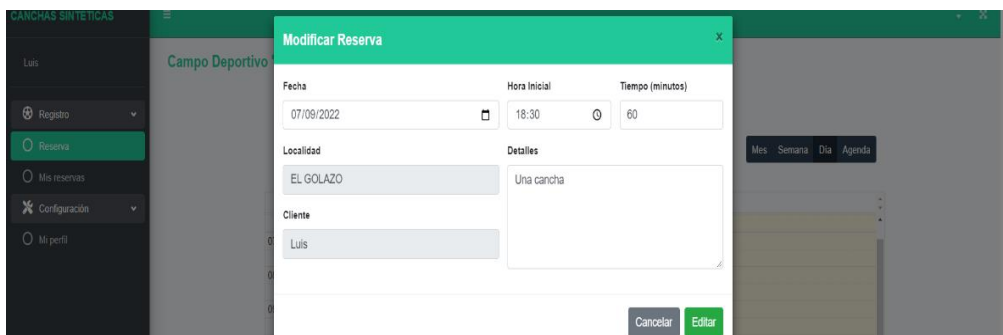 CANCHAS SINTETICAS
Modificar Reserva
x
Luis
Campo Deportivo
Fecha
Hora Inicial
Tiempo (minutos)
07/09/2022
18:30
60
Registro
Reserva
Localidad
Detalles
Mes Semana Día Agenda
EL GOLAZO
Una cancha
Mis reservas
Configuración
Cliente
Mi perfil
Luis
Cancelar
Editar